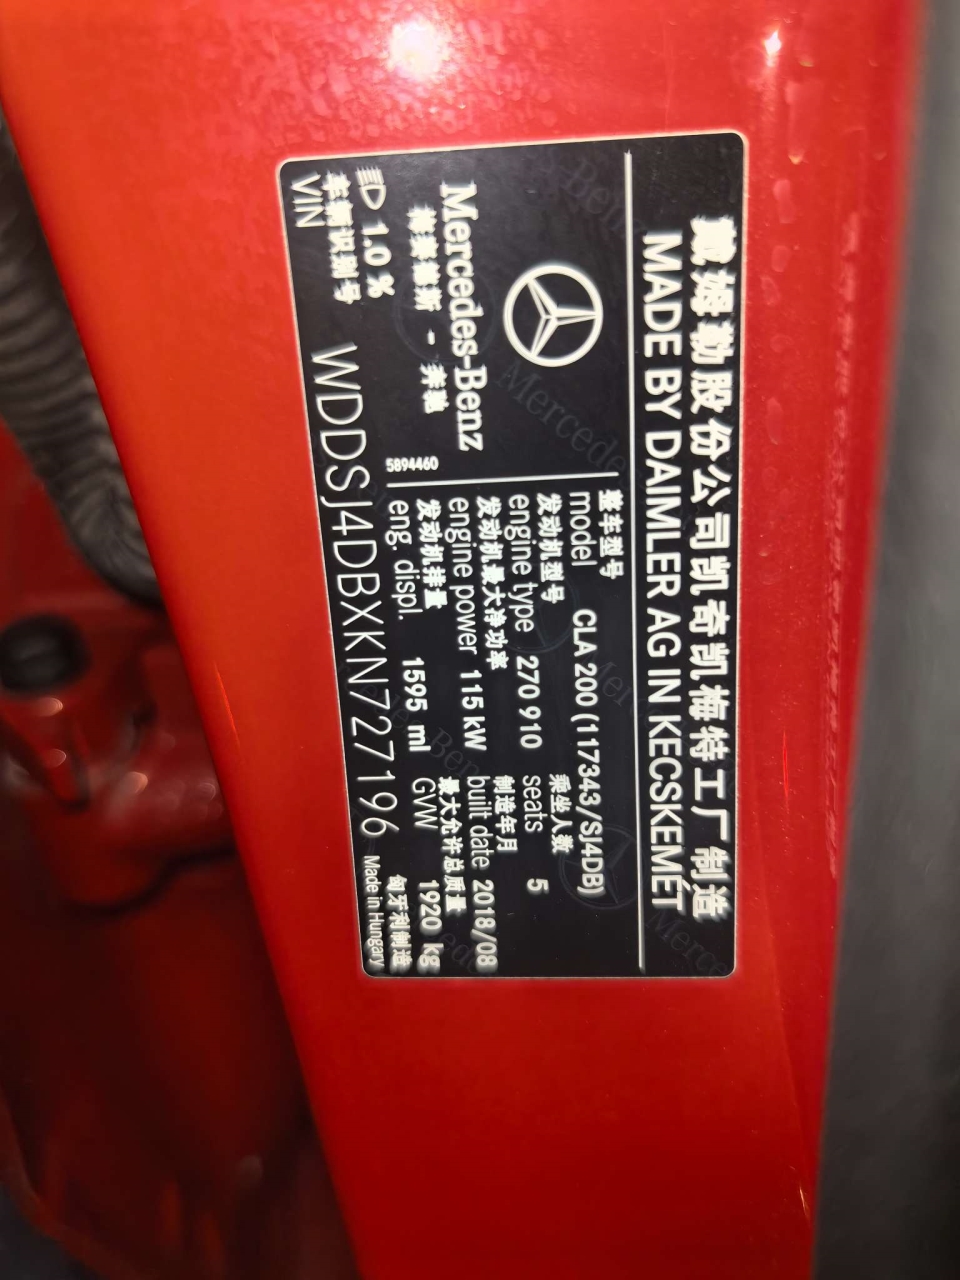 戴姆勒股份公司凯奇凯梅特工厂制造
MADE BY DAIMLER AG IN KECSKEMET
Mercedes-Benz
梅赛德斯 - 奔驰
5894460
整车型号
model CLA 200 (117343/SJ4DB)
发动机型号 乘坐人数
engine type 270 910 seats 5
发动机最大净功率 制造年月
engine power 115 kW built date 2018/08
发动机排量 最大允许总质量
eng. displ. 1595 ml GVW 1920 kg
1.0 %
车辆识别号
VIN WDDSJ4DBXKN727196
匈牙利制造
Made in Hungary